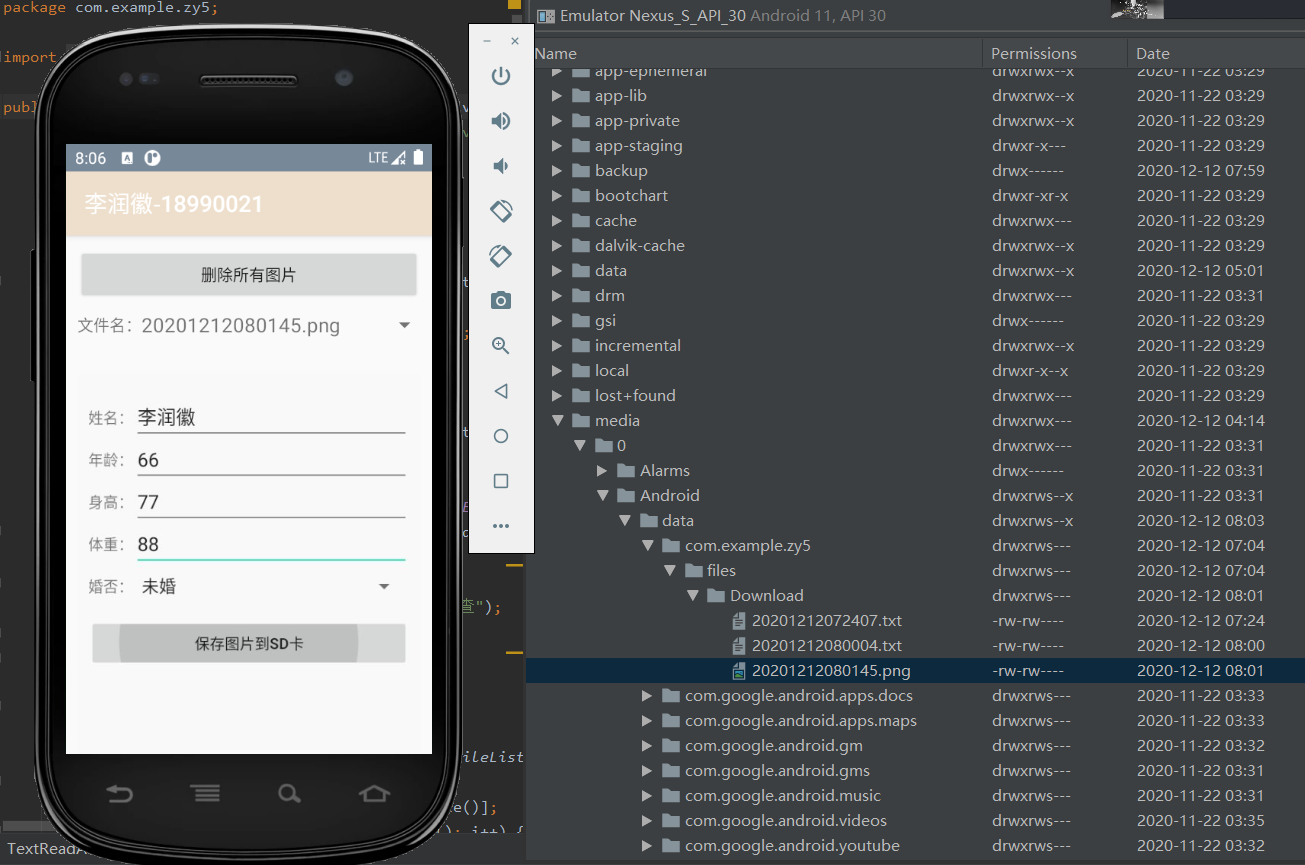 package com.example.zy5;
import
publ
8:06
LTE
李润徽-18990021
删除所有图片
文件名：
20201212080145.png
姓名：
李润徽
年龄：
66
身高：
77
体重：
88
婚否：
未婚
保存图片到SD卡
查");
ileList
e()];
); i++) {
TextReadA
Emulator Nexus_S_API_30 Android 11, API 30
Name Permissions Date
app-ephemeral drwxrwx--x 2020-11-22 03:29
app-lib drwxrwx--x 2020-11-22 03:29
app-private drwxrwx--x 2020-11-22 03:29
app-staging drwxr-x--- 2020-11-22 03:29
backup drwx------ 2020-12-12 07:59
bootchart drwxr-xr-x 2020-11-22 03:29
cache drwxrwx--- 2020-11-22 03:29
dalvik-cache drwxrwx--x 2020-11-22 03:29
data drwxrwx--x 2020-12-12 05:01
drm drwxrwx--- 2020-11-22 03:31
gsi drwx------ 2020-11-22 03:29
incremental drwxrwx--x 2020-11-22 03:29
local drwxr-x--x 2020-11-22 03:29
lost+found drwxrwx--- 2020-11-22 03:29
media drwxrwx--- 2020-12-12 04:14
0 drwxrwx--- 2020-11-22 03:31
Alarms drwx------ 2020-11-22 03:31
Android drwxrws--x 2020-11-22 03:31
data drwxrws--x 2020-12-12 08:03
com.example.zy5 drwxrws--- 2020-12-12 07:04
files drwxrws--- 2020-12-12 07:04
Download drwxrws--- 2020-12-12 08:01
20201212072407.txt -rw-rw---- 2020-12-12 07:24
20201212080004.txt -rw-rw---- 2020-12-12 08:00
20201212080145.png -rw-rw---- 2020-12-12 08:01
com.google.android.apps.docs drwxrws--- 2020-11-22 03:33
com.google.android.apps.maps drwxrws--- 2020-11-22 03:33
com.google.android.gm drwxrws--- 2020-11-22 03:32
com.google.android.gms drwxrws--- 2020-11-22 03:31
com.google.android.music drwxrws--- 2020-11-22 03:31
com.google.android.videos drwxrws--- 2020-11-22 03:35
com.google.android.youtube drwxrws--- 2020-11-22 03:32